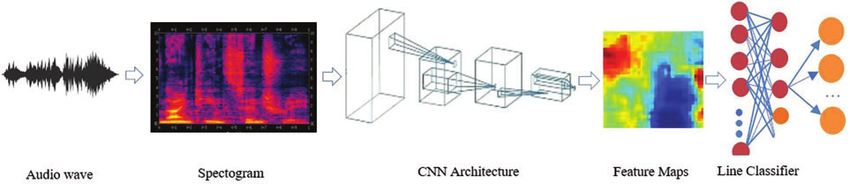 Audio wave
Spectogram
CNN Architecture
Feature Maps
Line Classifier